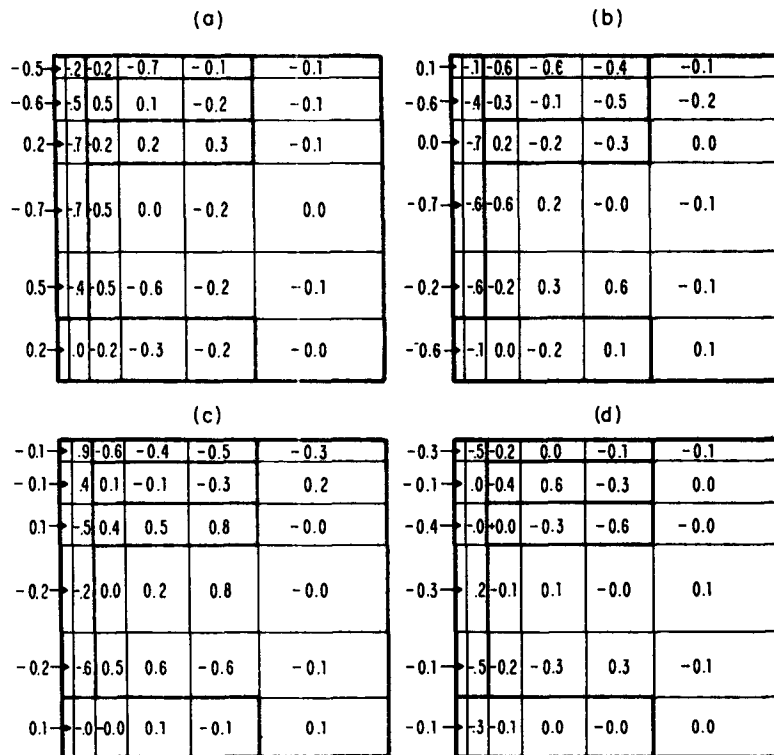 (a)
-0.5 -.2 -0.2 -0.7 -0.1 -0.1
-0.6 -.5 0.5 0.1 -0.2 -0.1
0.2 -.7 -0.2 0.2 0.3 -0.1
-0.7 -.7 -0.5 0.0 -0.2 0.0
0.5 -.4 -0.5 -0.6 -0.2 -0.1
0.2 .0 -0.2 -0.3 -0.2 -0.0
(b)
0.1 -.1 -0.6 -0.6 -0.4 -0.1
-0.6 -.4 -0.3 -0.1 -0.5 -0.2
0.0 -.7 0.2 -0.2 -0.3 0.0
-0.7 -.6 -0.6 0.2 -0.0 -0.1
-0.2 -.6 -0.2 0.3 0.6 -0.1
-0.6 -.1 0.0 -0.2 0.1 0.1
(c)
-0.1 .9 -0.6 -0.4 -0.5 -0.3
-0.1 .4 0.1 -0.1 -0.3 0.2
0.1 -.5 0.4 0.5 0.8 -0.0
-0.2 -.2 0.0 0.2 0.8 -0.0
-0.2 -.6 0.5 0.6 -0.6 -0.1
0.1 -.0 -0.0 0.1 -0.1 0.1
(d)
-0.3 -.5 -0.2 0.0 -0.1 -0.1
-0.1 .0 -0.4 0.6 -0.3 0.0
-0.4 -.0 +0.0 -0.3 -0.6 -0.0
-0.3 .2 -0.1 0.1 -0.0 0.1
-0.1 -.5 -0.2 -0.3 0.3 -0.1
-0.1 -.3 -0.1 0.0 -0.0 0.0